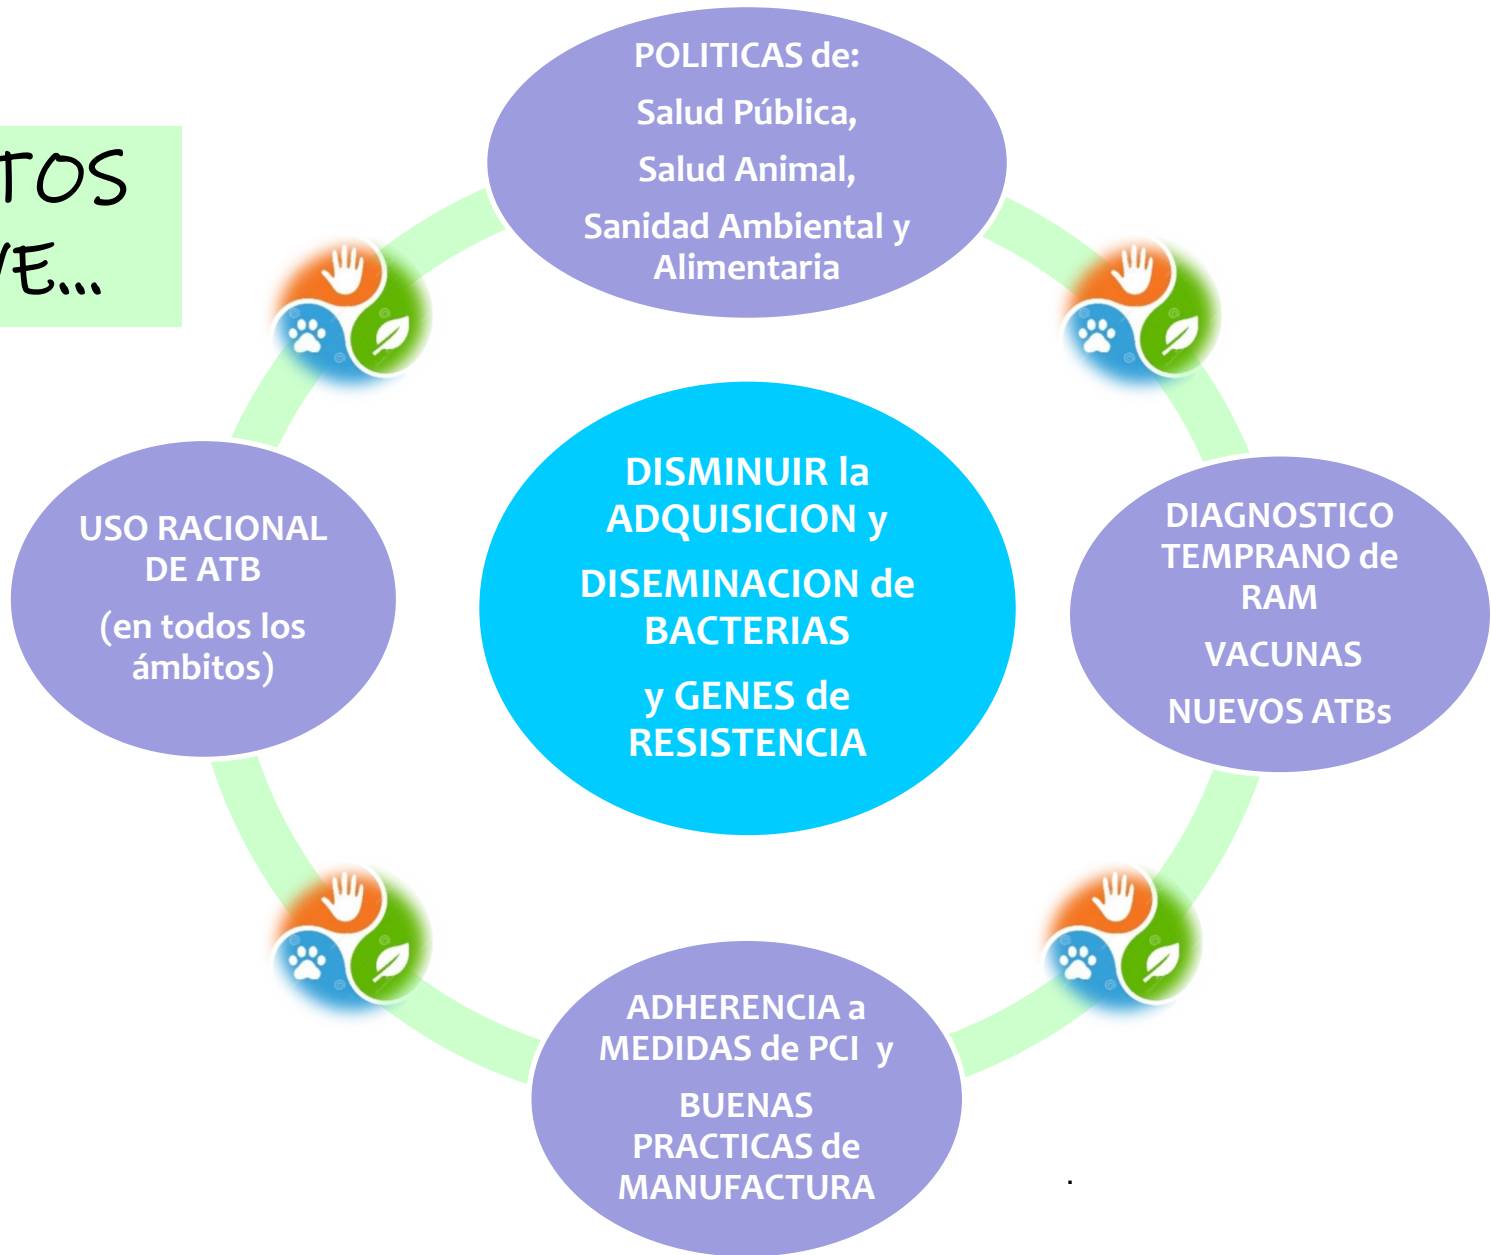 TOS
VE...
POLITICAS de:
Salud Pública,
Salud Animal,
Sanidad Ambiental y
Alimentaria
USO RACIONAL
DE ATB
(en todos los
ámbitos)
DISMINUIR la
ADQUISICION y
DISEMINACION de
BACTERIAS
y GENES de
RESISTENCIA
DIAGNOSTICO
TEMPRANO de
RAM
VACUNAS
NUEVOS ATBs
ADHERENCIA a
MEDIDAS de PCI y
BUENAS
PRACTICAS de
MANUFACTURA
.